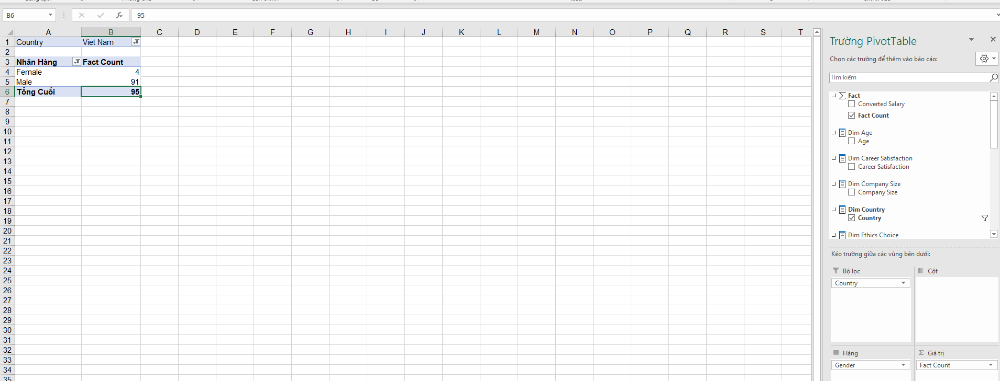 B6
fx
95
A B C D E F G H I J K L M N O P Q R S T
1 Country Viet Nam
2
3 Nhãn Hàng Fact Count
4 Female 4
5 Male 91
6 Tổng Cuối 95
7
8
9
10
11
12
13
14
15
16
17
18
19
20
21
22
23
24
25
26
27
28
29
30
31
32
33
34
35
Trường PivotTable
Chọn các trường để thêm vào báo cáo:
Tìm kiếm
Fact
Converted Salary
Fact Count
Dim Age
Age
Dim Career Satisfaction
Career Satisfaction
Dim Company Size
Company Size
Dim Country
Country
Dim Ethics Choice
Kéo trường giữa các vùng bên dưới:
Bộ lọc
Country
Cột
Hàng
Gender
Σ Giá trị
Fact Count